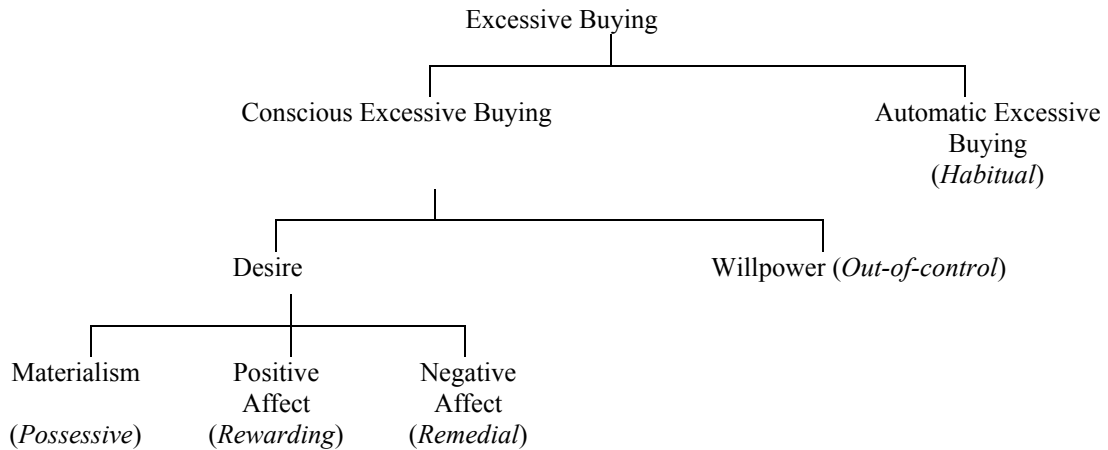 Excessive Buying
Conscious Excessive Buying
Automatic Excessive
Buying
(Habitual)
Desire
Willpower (Out-of-control)
Materialism
(Possessive)
Positive
Affect
(Rewarding)
Negative
Affect
(Remedial)